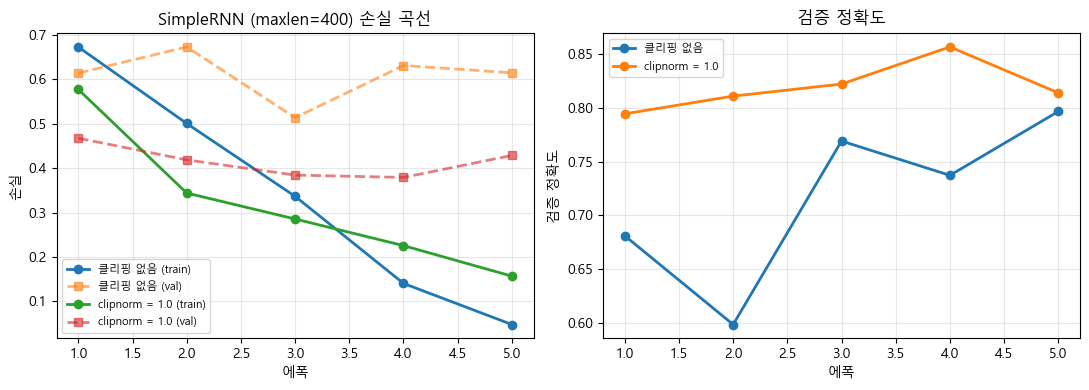 SimpleRNN (maxlen=400) 손실 곡선
손실
0.7
0.6
0.5
0.4
0.3
0.2
0.1
클리핑 없음 (train)
클리핑 없음 (val)
clipnorm = 1.0 (train)
clipnorm = 1.0 (val)
1.0 1.5 2.0 2.5 3.0 3.5 4.0 4.5 5.0
에폭
검증 정확도
검증 정확도
0.85
0.80
0.75
0.70
0.65
0.60
클리핑 없음
clipnorm = 1.0
1.0 1.5 2.0 2.5 3.0 3.5 4.0 4.5 5.0
에폭